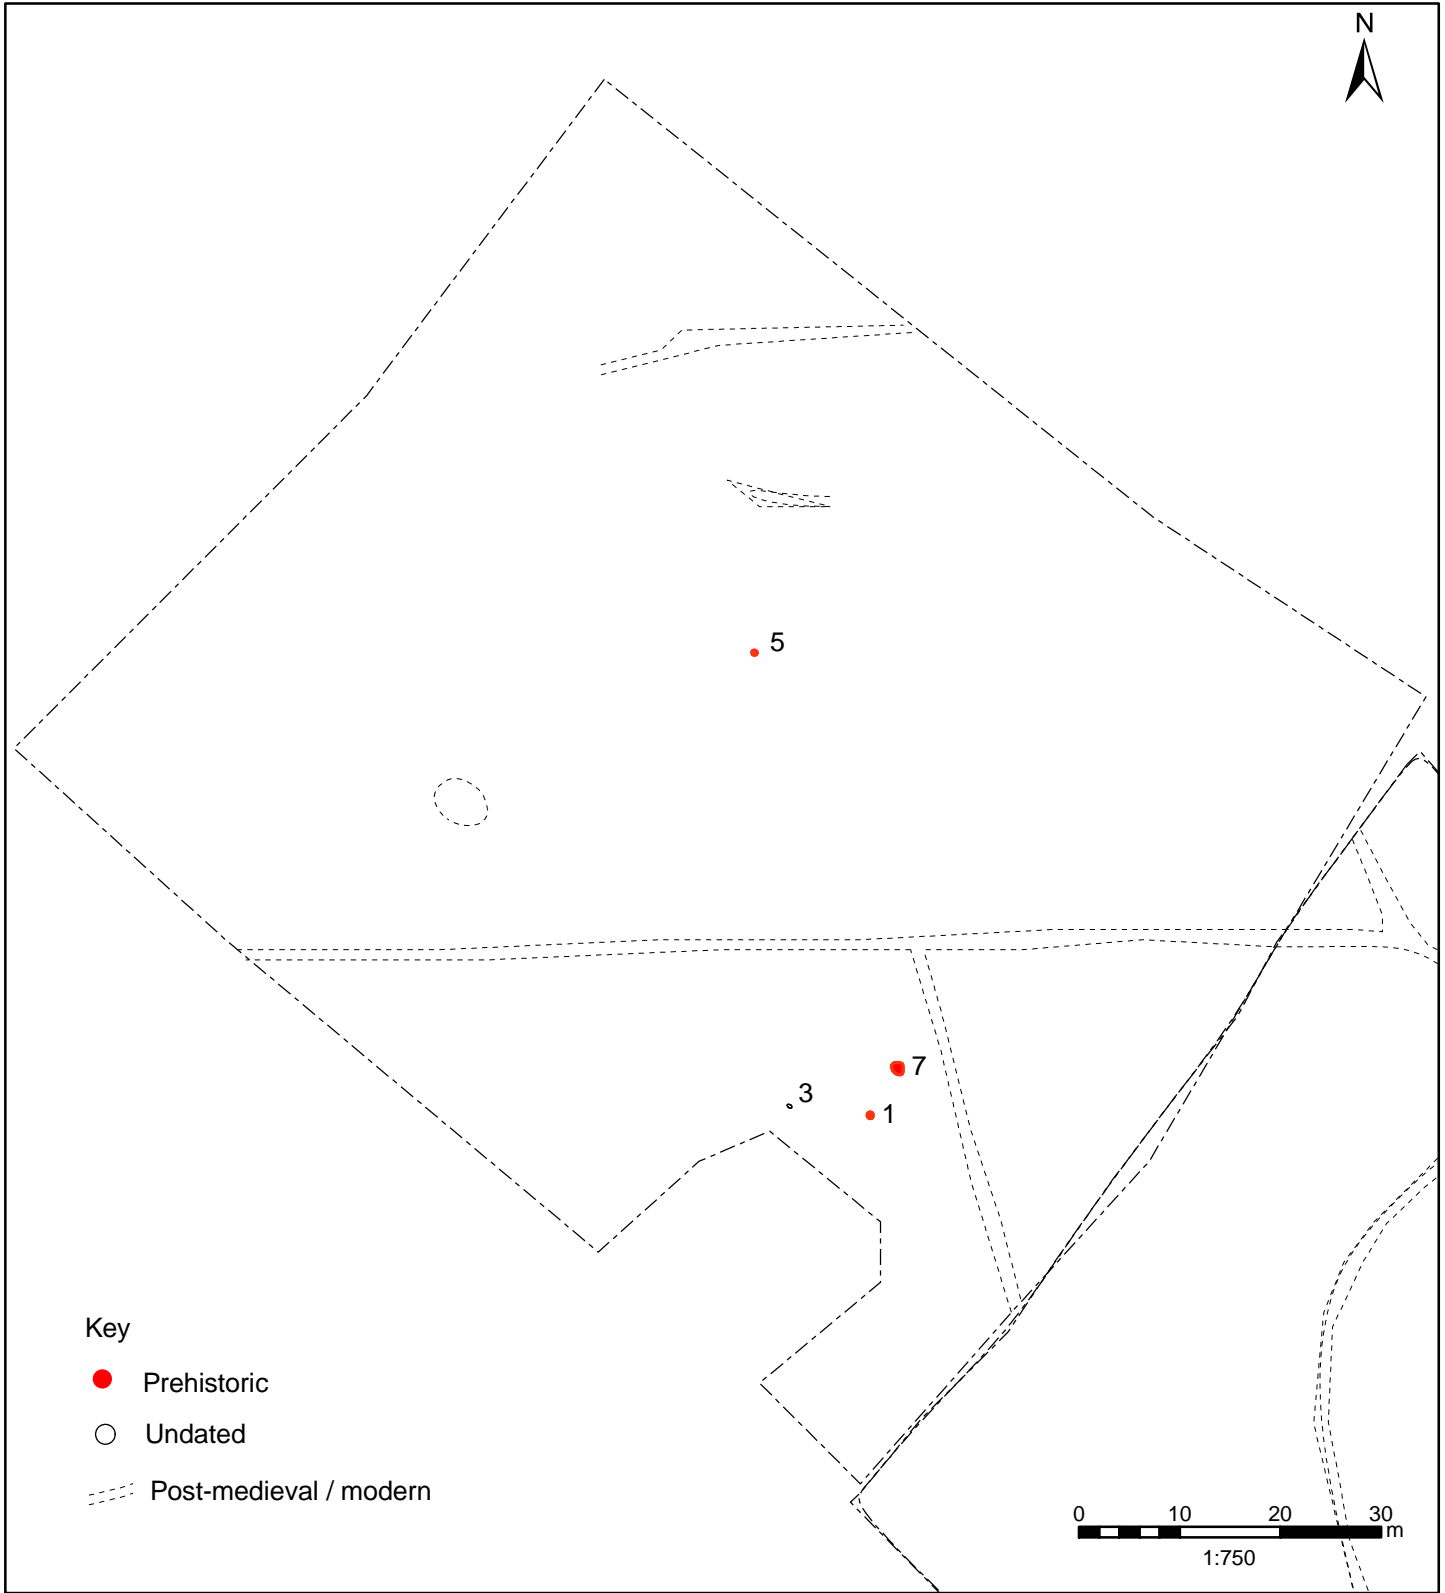 N
5
7
3
1
Key
Prehistoric
Undated
Post-medieval / modern
0 10 20 30
m
1:750